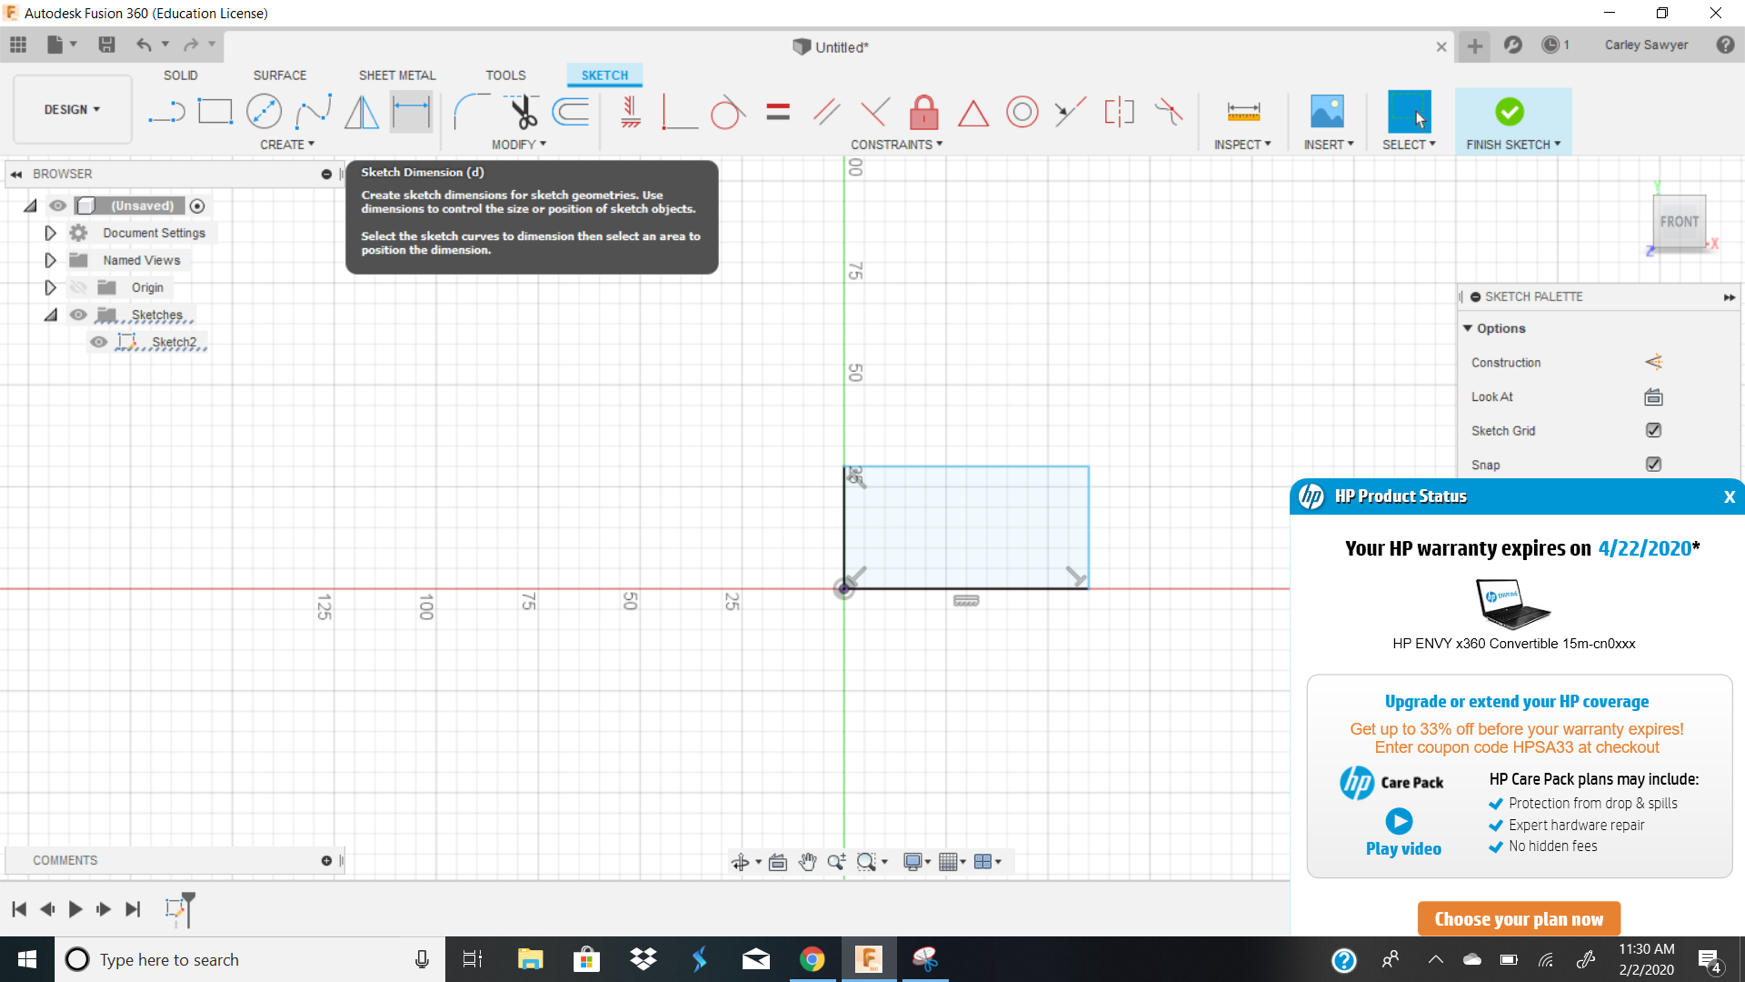 Autodesk Fusion 360 (Education License)
Untitled*
1
Carley Sawyer
SOLID
SURFACE
SHEET METAL
TOOLS
SKETCH
DESIGN
CREATE
MODIFY
CONSTRAINTS
INSPECT
INSERT
SELECT
FINISH SKETCH
BROWSER
(Unsaved)
Document Settings
Named Views
Origin
Sketches
Sketch2
Sketch Dimension (d)
Create sketch dimensions for sketch geometries. Use
dimensions to control the size or position of sketch objects.
Select the sketch curves to dimension then select an area to
position the dimension.
00
75
50
25
125
100
75
50
25
FRONT
Y
X
Z
SKETCH PALETTE
Options
Construction
Look At
Sketch Grid
Snap
hp
HP Product Status
X
Your HP warranty expires on 4/22/2020*
HP ENVY x360 Convertible 15m-cn0xxx
Upgrade or extend your HP coverage
Get up to 33% off before your warranty expires!
Enter coupon code HPSA33 at checkout
hp Care Pack
Play video
HP Care Pack plans may include:
Protection from drop & spills
Expert hardware repair
No hidden fees
Choose your plan now
COMMENTS
Type here to search
11:30 AM
2/2/2020
4